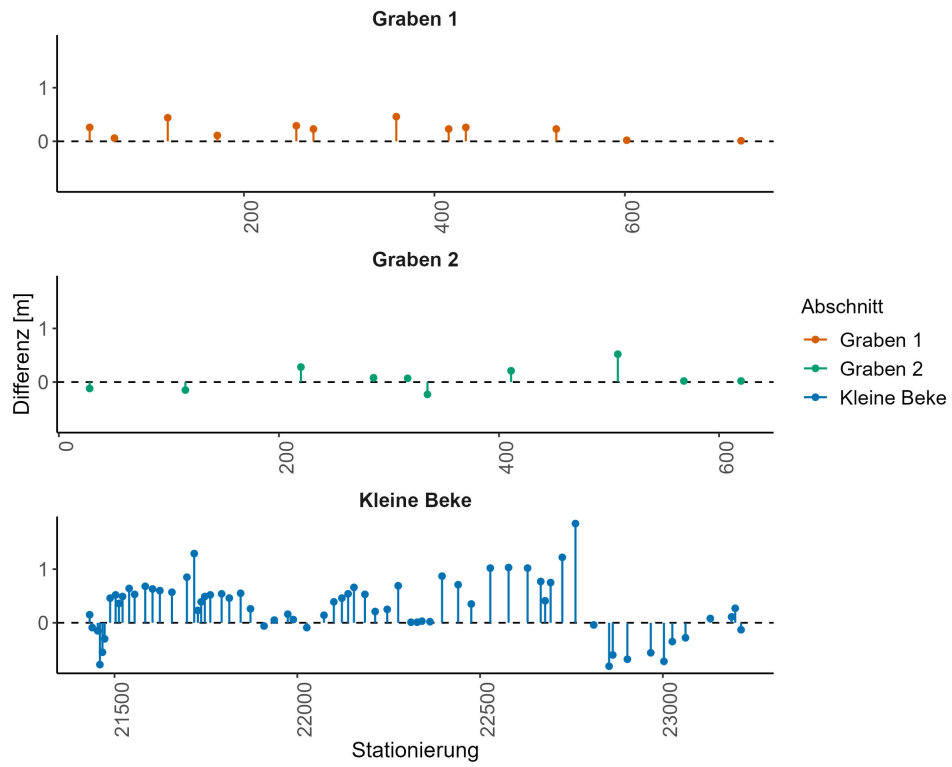 Graben 1
1
0
200
400
600
Graben 2
1
0
0
200
400
600
Kleine Beke
1
0
21500
22000
22500
23000
Stationierung
Differenz [m]
Abschnitt
Graben 1
Graben 2
Kleine Beke